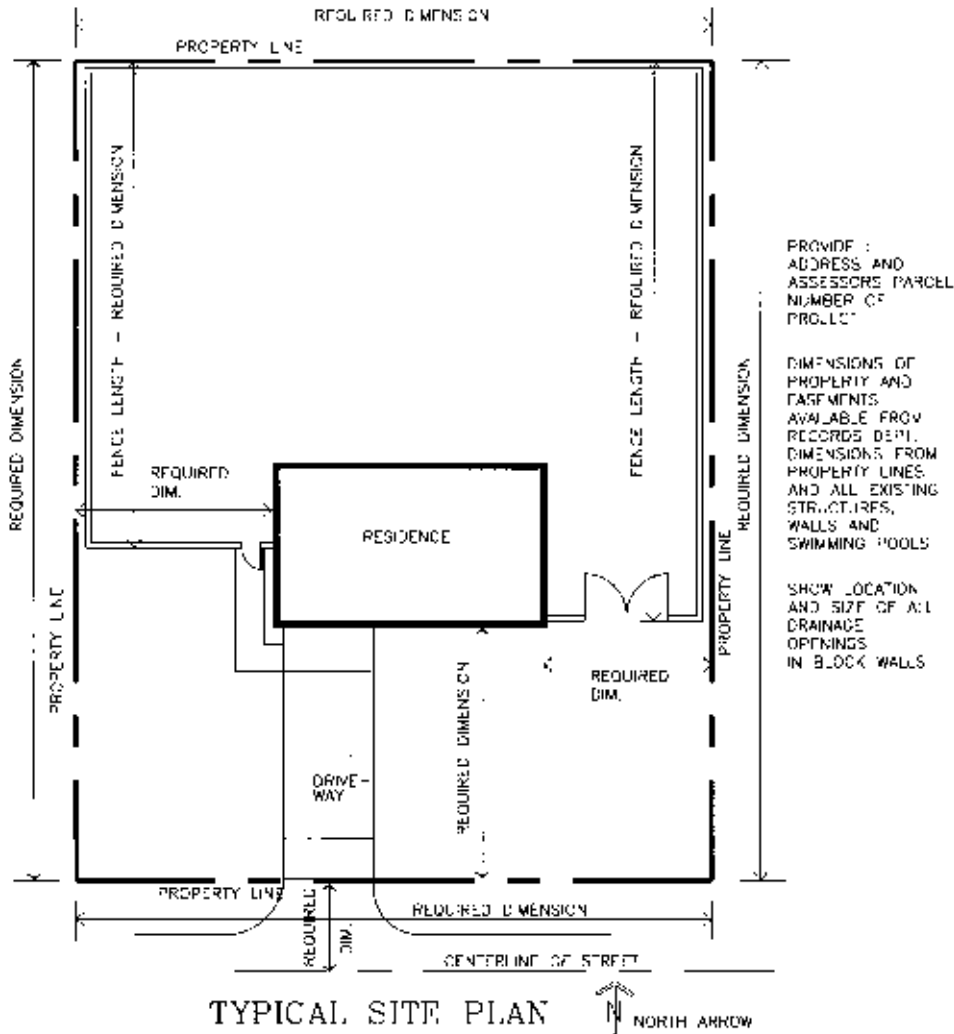 REQUIRED DIMENSION
PROPERTY LINE
FENCE LENGTH - REQUIRED DIMENSION
FENCE LENGTH - REQUIRED DIMENSION
REQUIRED DIMENSION
REQUIRED DIMENSION
REQUIRED
DIM.
RESIDENCE
PROPERTY LINE
PROPERTY LINE
REQUIRED DIMENSION
REQUIRED
DIM.
DRIVE-
WAY
PROPERTY LINE
REQUIRED
DIM.
REQUIRED DIMENSION
CENTERLINE OF STREET
TYPICAL SITE PLAN
N
NORTH ARROW
PROVIDE :
ADDRESS AND
ASSESSORS PARCEL
NUMBER OF
PROJECT
DIMENSIONS OF
PROPERTY AND
EASEMENTS
AVAILABLE FROM
RECORDS DEPT.
DIMENSIONS FROM
PROPERTY LINES
AND ALL EXISTING
STRUCTURES,
WALLS AND
SWIMMING POOLS
SHOW LOCATION
AND SIZE OF ALL
DRAINAGE
OPENINGS
IN BLOCK WALLS